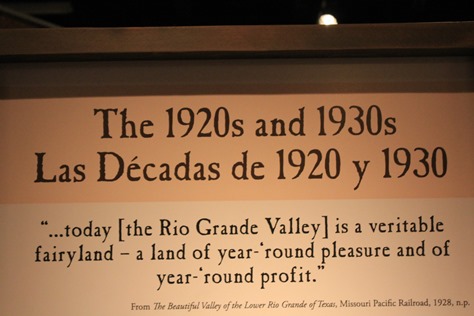 The 1920s and 1930s
Las Décadas de 1920 y 1930
“...today [the Rio Grande Valley] is a veritable
fairyland – a land of year-‘round pleasure and of
year-‘round profit.”
From The Beautiful Valley of the Lower Rio Grande of Texas, Missouri Pacific Railroad, 1928, n.p.